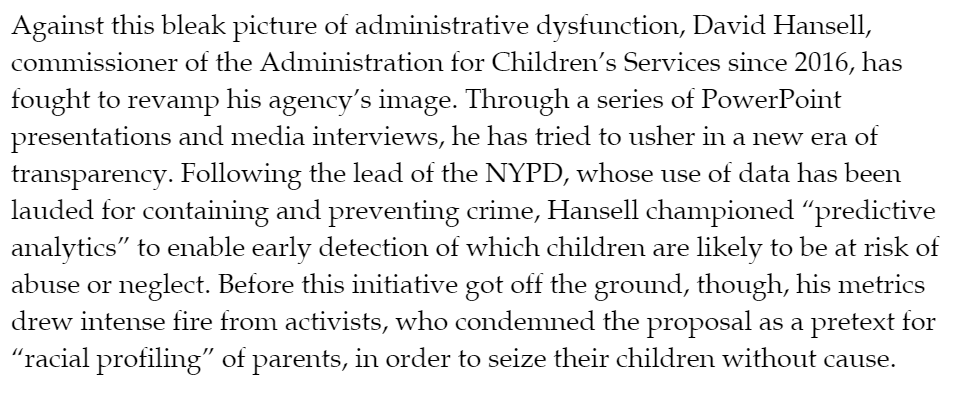 Against this bleak picture of administrative dysfunction, David Hansell,
commissioner of the Administration for Children’s Services since 2016, has
fought to revamp his agency’s image. Through a series of PowerPoint
presentations and media interviews, he has tried to usher in a new era of
transparency. Following the lead of the NYPD, whose use of data has been
lauded for containing and preventing crime, Hansell championed “predictive
analytics” to enable early detection of which children are likely to be at risk of
abuse or neglect. Before this initiative got off the ground, though, his metrics
drew intense fire from activists, who condemned the proposal as a pretext for
“racial profiling” of parents, in order to seize their children without cause.